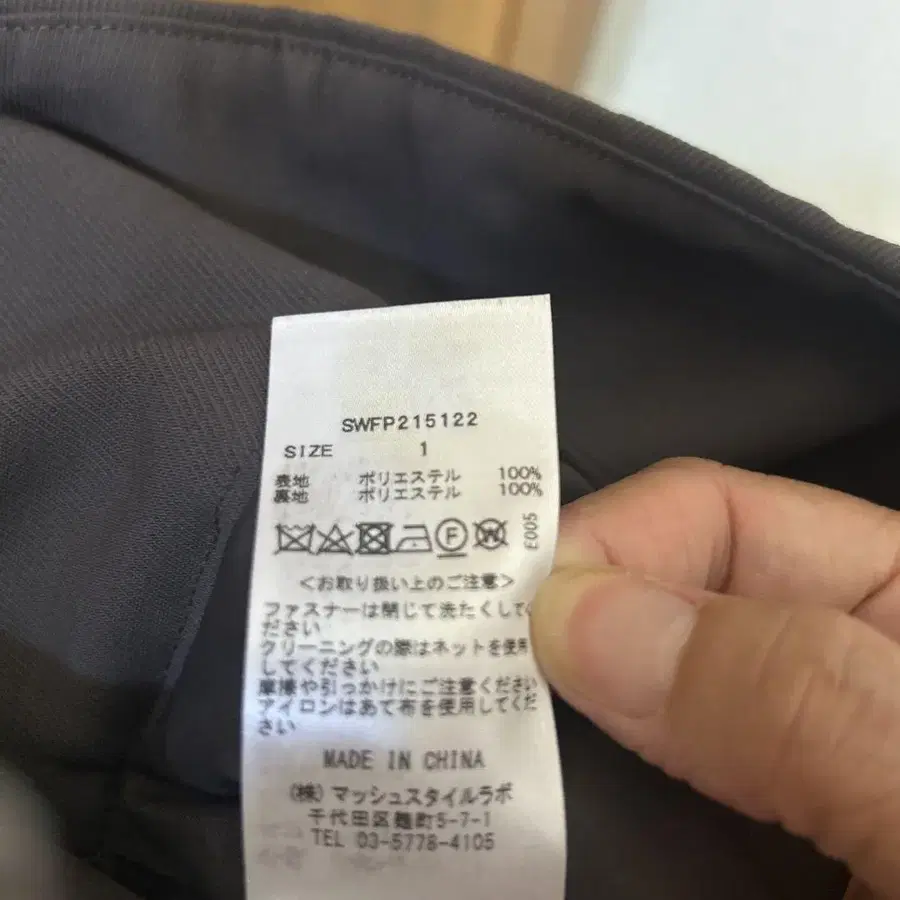 SWFP215122
SIZE 1
表地 ポリエステル 100%
裏地 ポリエステル 100%
F W E005
<お取り扱い上のご注意>
ファスナーは閉じて洗たくして
ださい
クリーニングの際はネットを使用
してください
摩擦や引っかけにご注意ください
アイロンはあて布を使用してくだ
さい
MADE IN CHINA
(株)マッシュスタイルラボ
千代田区麹町5-7-1
TEL 03-5778-4105